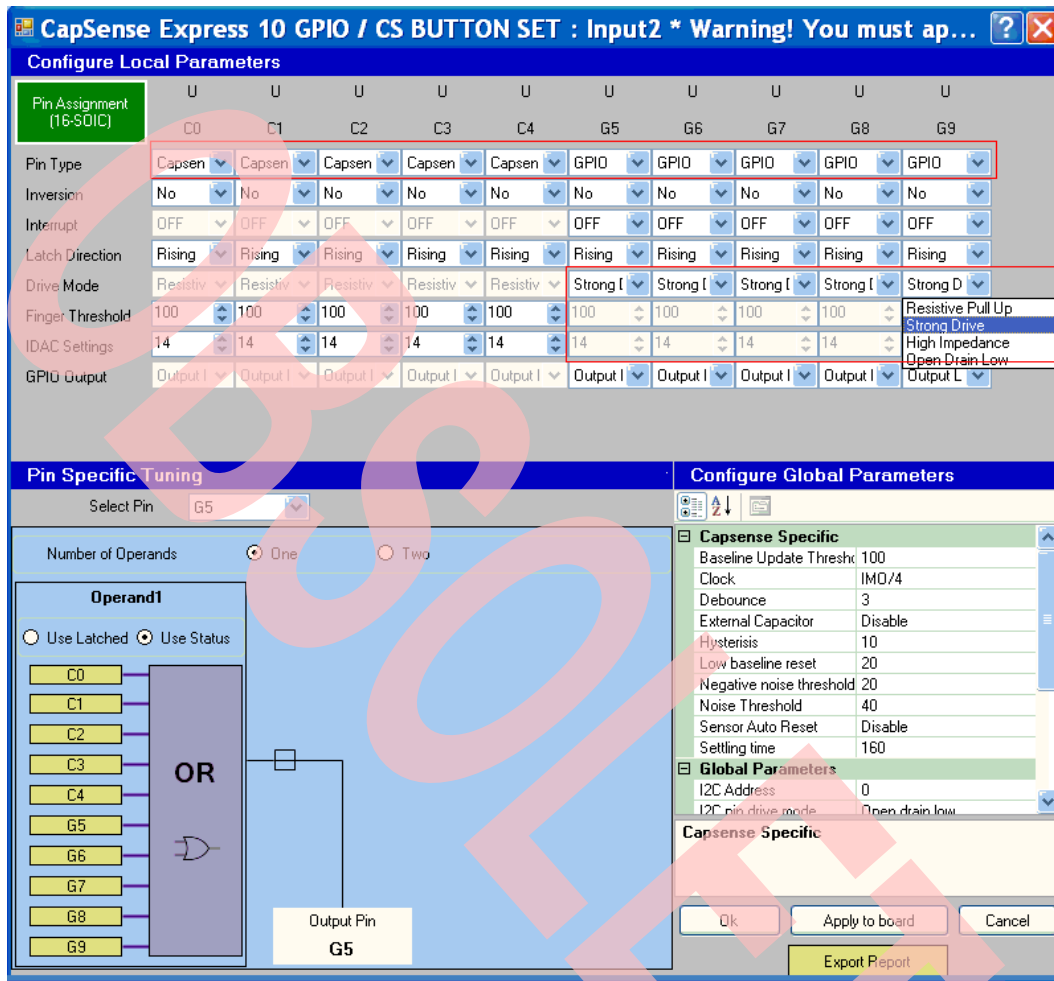 CapSense Express 10 GPIO / CS BUTTON SET : Input2 * Warning! You must ap...
Configure Local Parameters
Pin Assignment
(16-SOIC)
U U U U U U U U U U
C0 C1 C2 C3 C4 G5 G6 G7 G8 G9
Pin Type Capsen Capsen Capsen Capsen Capsen GPIO GPIO GPIO GPIO GPIO
Inversion No No No No No No No No No No
Interrupt OFF OFF OFF OFF OFF OFF OFF OFF OFF OFF
Latch Direction Rising Rising Rising Rising Rising Rising Rising Rising Rising Rising
Drive Mode Resistiv Resistiv Resistiv Resistiv Resistiv Strong [ Strong [ Strong [ Strong [ Strong D
Finger Threshold 100 100 100 100 100 100 100 100 100
Resistive Pull Up
Strong Drive
IDAC Settings 14 14 14 14 14 14 14 14 14
High Impedance
Open Drain Low
GPIO Output Output l Output l Output l Output l Output l Output l Output l Output l Output l Output L
Pin Specific Tuning
Select Pin G5
Number of Operands One Two
Operand1
Use Latched Use Status
C0
C1
C2
C3
C4
G5
G6
G7
G8
G9
OR
Output Pin
G5
Configure Global Parameters
Capsense Specific
Baseline Update Thresho 100
Clock IMO/4
Debounce 3
External Capacitor Disable
Hysterisis 10
Low baseline reset 20
Negative noise threshold 20
Noise Threshold 40
Sensor Auto Reset Disable
Settling time 160
Global Parameters
I2C Address 0
I2C pin drive mode Open drain low
Capsense Specific
Ok Apply to board Cancel
Export Report
OBSOLET